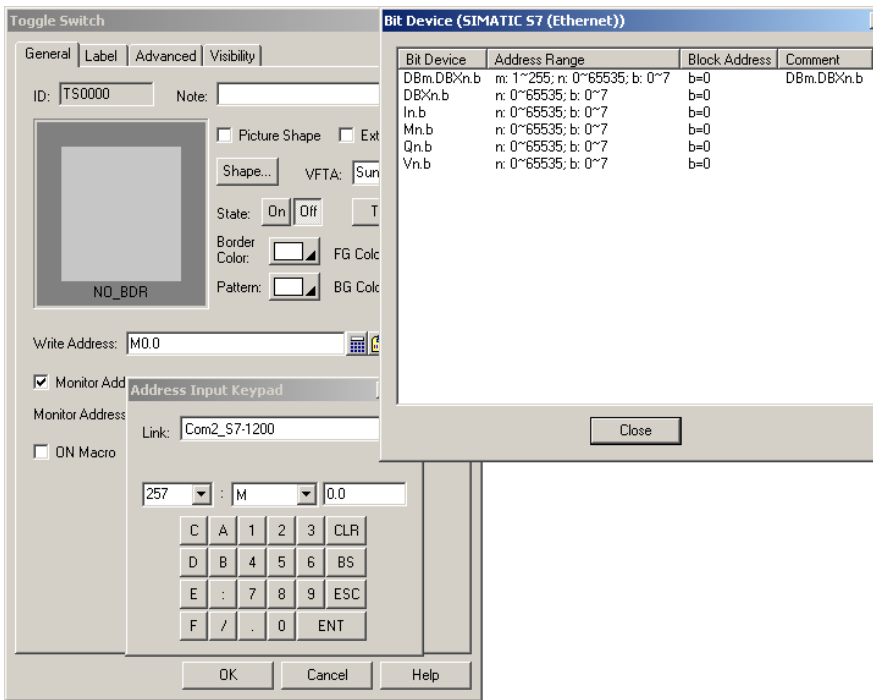 Toggle Switch
General Label Advanced Visibility
ID: TS0000 Note:
NO_BDR
Picture Shape Ext
Shape... VFTA: Sun
State: On Off T
Border Color: FG Colo
Pattern: BG Colo
Write Address: M0.0
Monitor Add
Monitor Address
ON Macro
OK Cancel Help
Address Input Keypad
Link: Com2_S7-1200
257 : M 0.0
C A 1 2 3 CLR
D B 4 5 6 BS
E : 7 8 9 ESC
F / . 0 ENT
Bit Device (SIMATIC S7 (Ethernet))
Bit Device Address Range Block Address Comment
DBm.DBXn.b m: 1~255; n: 0~65535; b: 0~7 b=0 DBm.DBXn.b
DBXn.b n: 0~65535; b: 0~7 b=0
In.b n: 0~65535; b: 0~7 b=0
Mn.b n: 0~65535; b: 0~7 b=0
Qn.b n: 0~65535; b: 0~7 b=0
Vn.b n: 0~65535; b: 0~7 b=0
Close